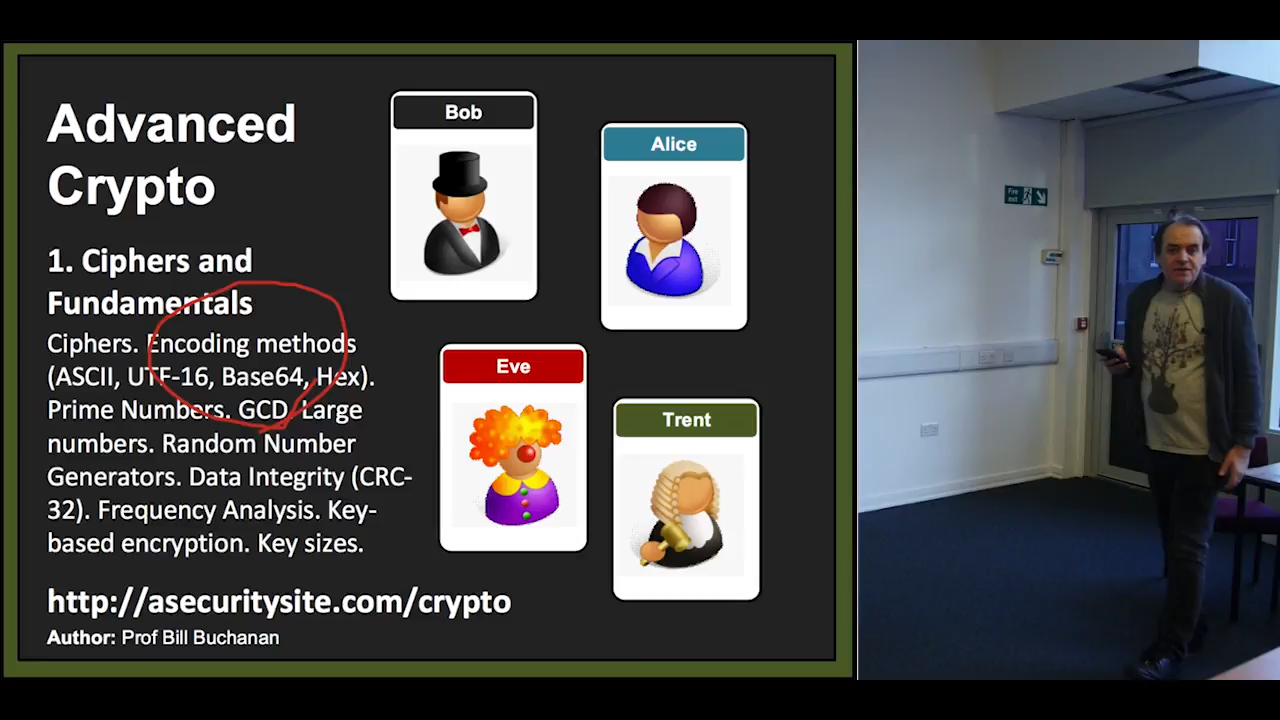 Advanced
Crypto
1. Ciphers and
Fundamentals
Ciphers. Encoding methods
(ASCII, UTF-16, Base64, Hex).
Prime Numbers. GCD. Large
numbers. Random Number
Generators. Data Integrity (CRC-
32). Frequency Analysis. Key-
based encryption. Key sizes.
http://asecuritysite.com/crypto
Author: Prof Bill Buchanan
Bob
Alice
Eve
Trent
Fire
exit